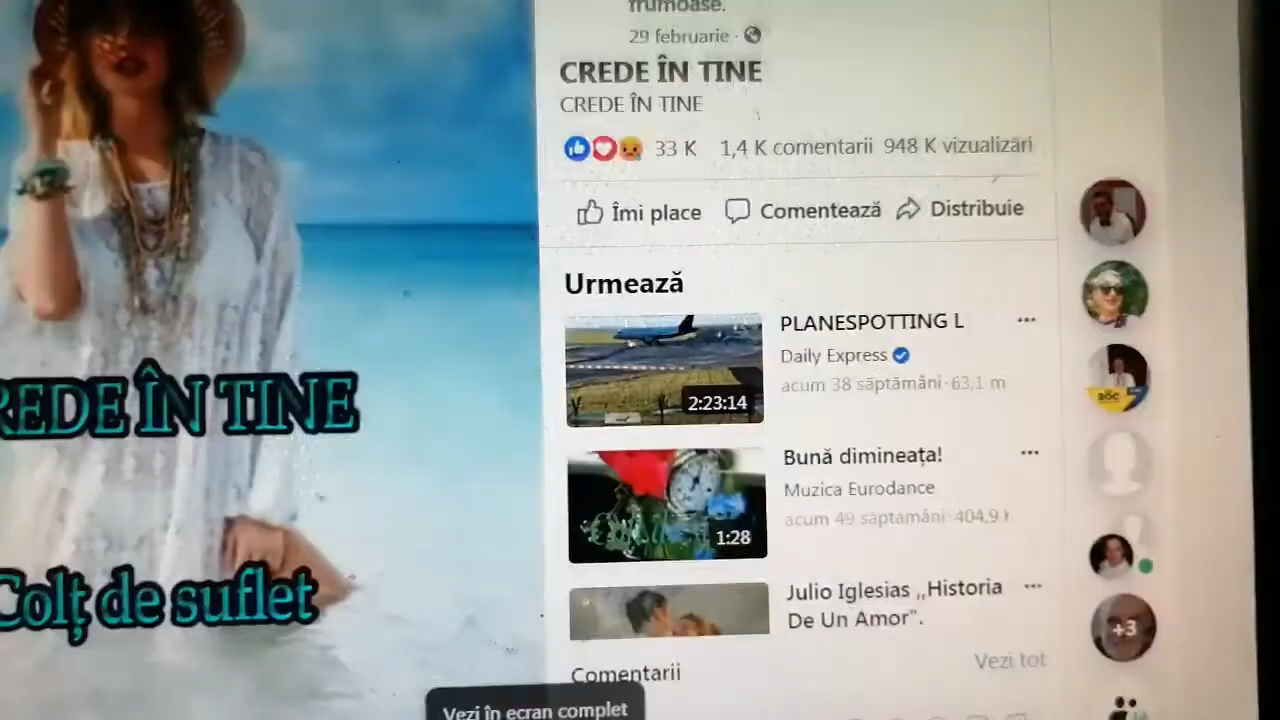 frumoase.
29 februarie ·
CREDE ÎN TINE
CREDE ÎN TINE
33 K 1,4 K comentarii 948 K vizualizări
Îmi place Comentează Distribuie
Urmează
PLANESPOTTING L
Daily Express
acum 38 săptămâni · 63,1 m
2:23:14
Bună dimineața!
Muzica Eurodance
acum 49 săptămâni · 404,9
1:28
Julio Iglesias ,,Historia
De Un Amor".
Comentarii
Vezi tot
+3
REDE ÎN TINE
Colț de suflet
Vezi în ecran complet